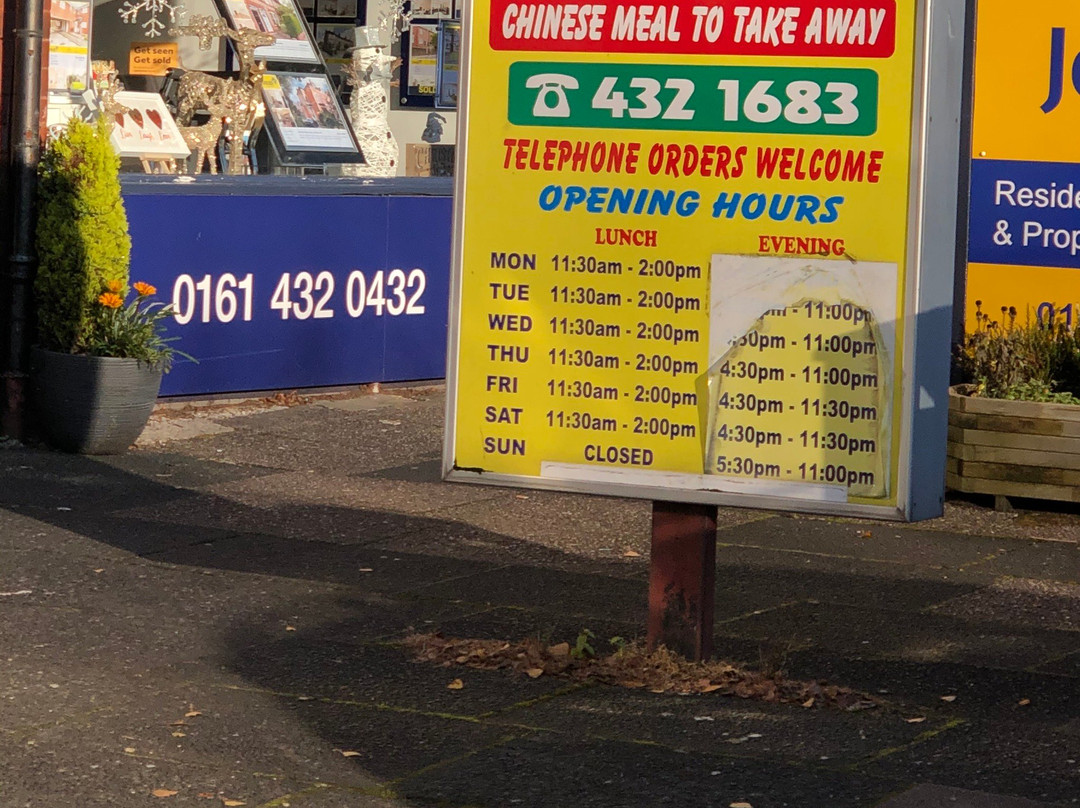 Get seen
Get sold
CHINESE MEAL TO TAKE AWAY
432 1683
TELEPHONE ORDERS WELCOME
OPENING HOURS
LUNCH EVENING
MON 11:30am - 2:00pm
TUE 11:30am - 2:00pm - 11:00pm
WED 11:30am - 2:00pm - 11:00pm
THU 11:30am - 2:00pm 4:30pm - 11:00pm
FRI 11:30am - 2:00pm 4:30pm - 11:30pm
SAT 11:30am - 2:00pm 4:30pm - 11:30pm
SUN CLOSED 5:30pm - 11:00pm
0161 432 0432
Reside
& Prop